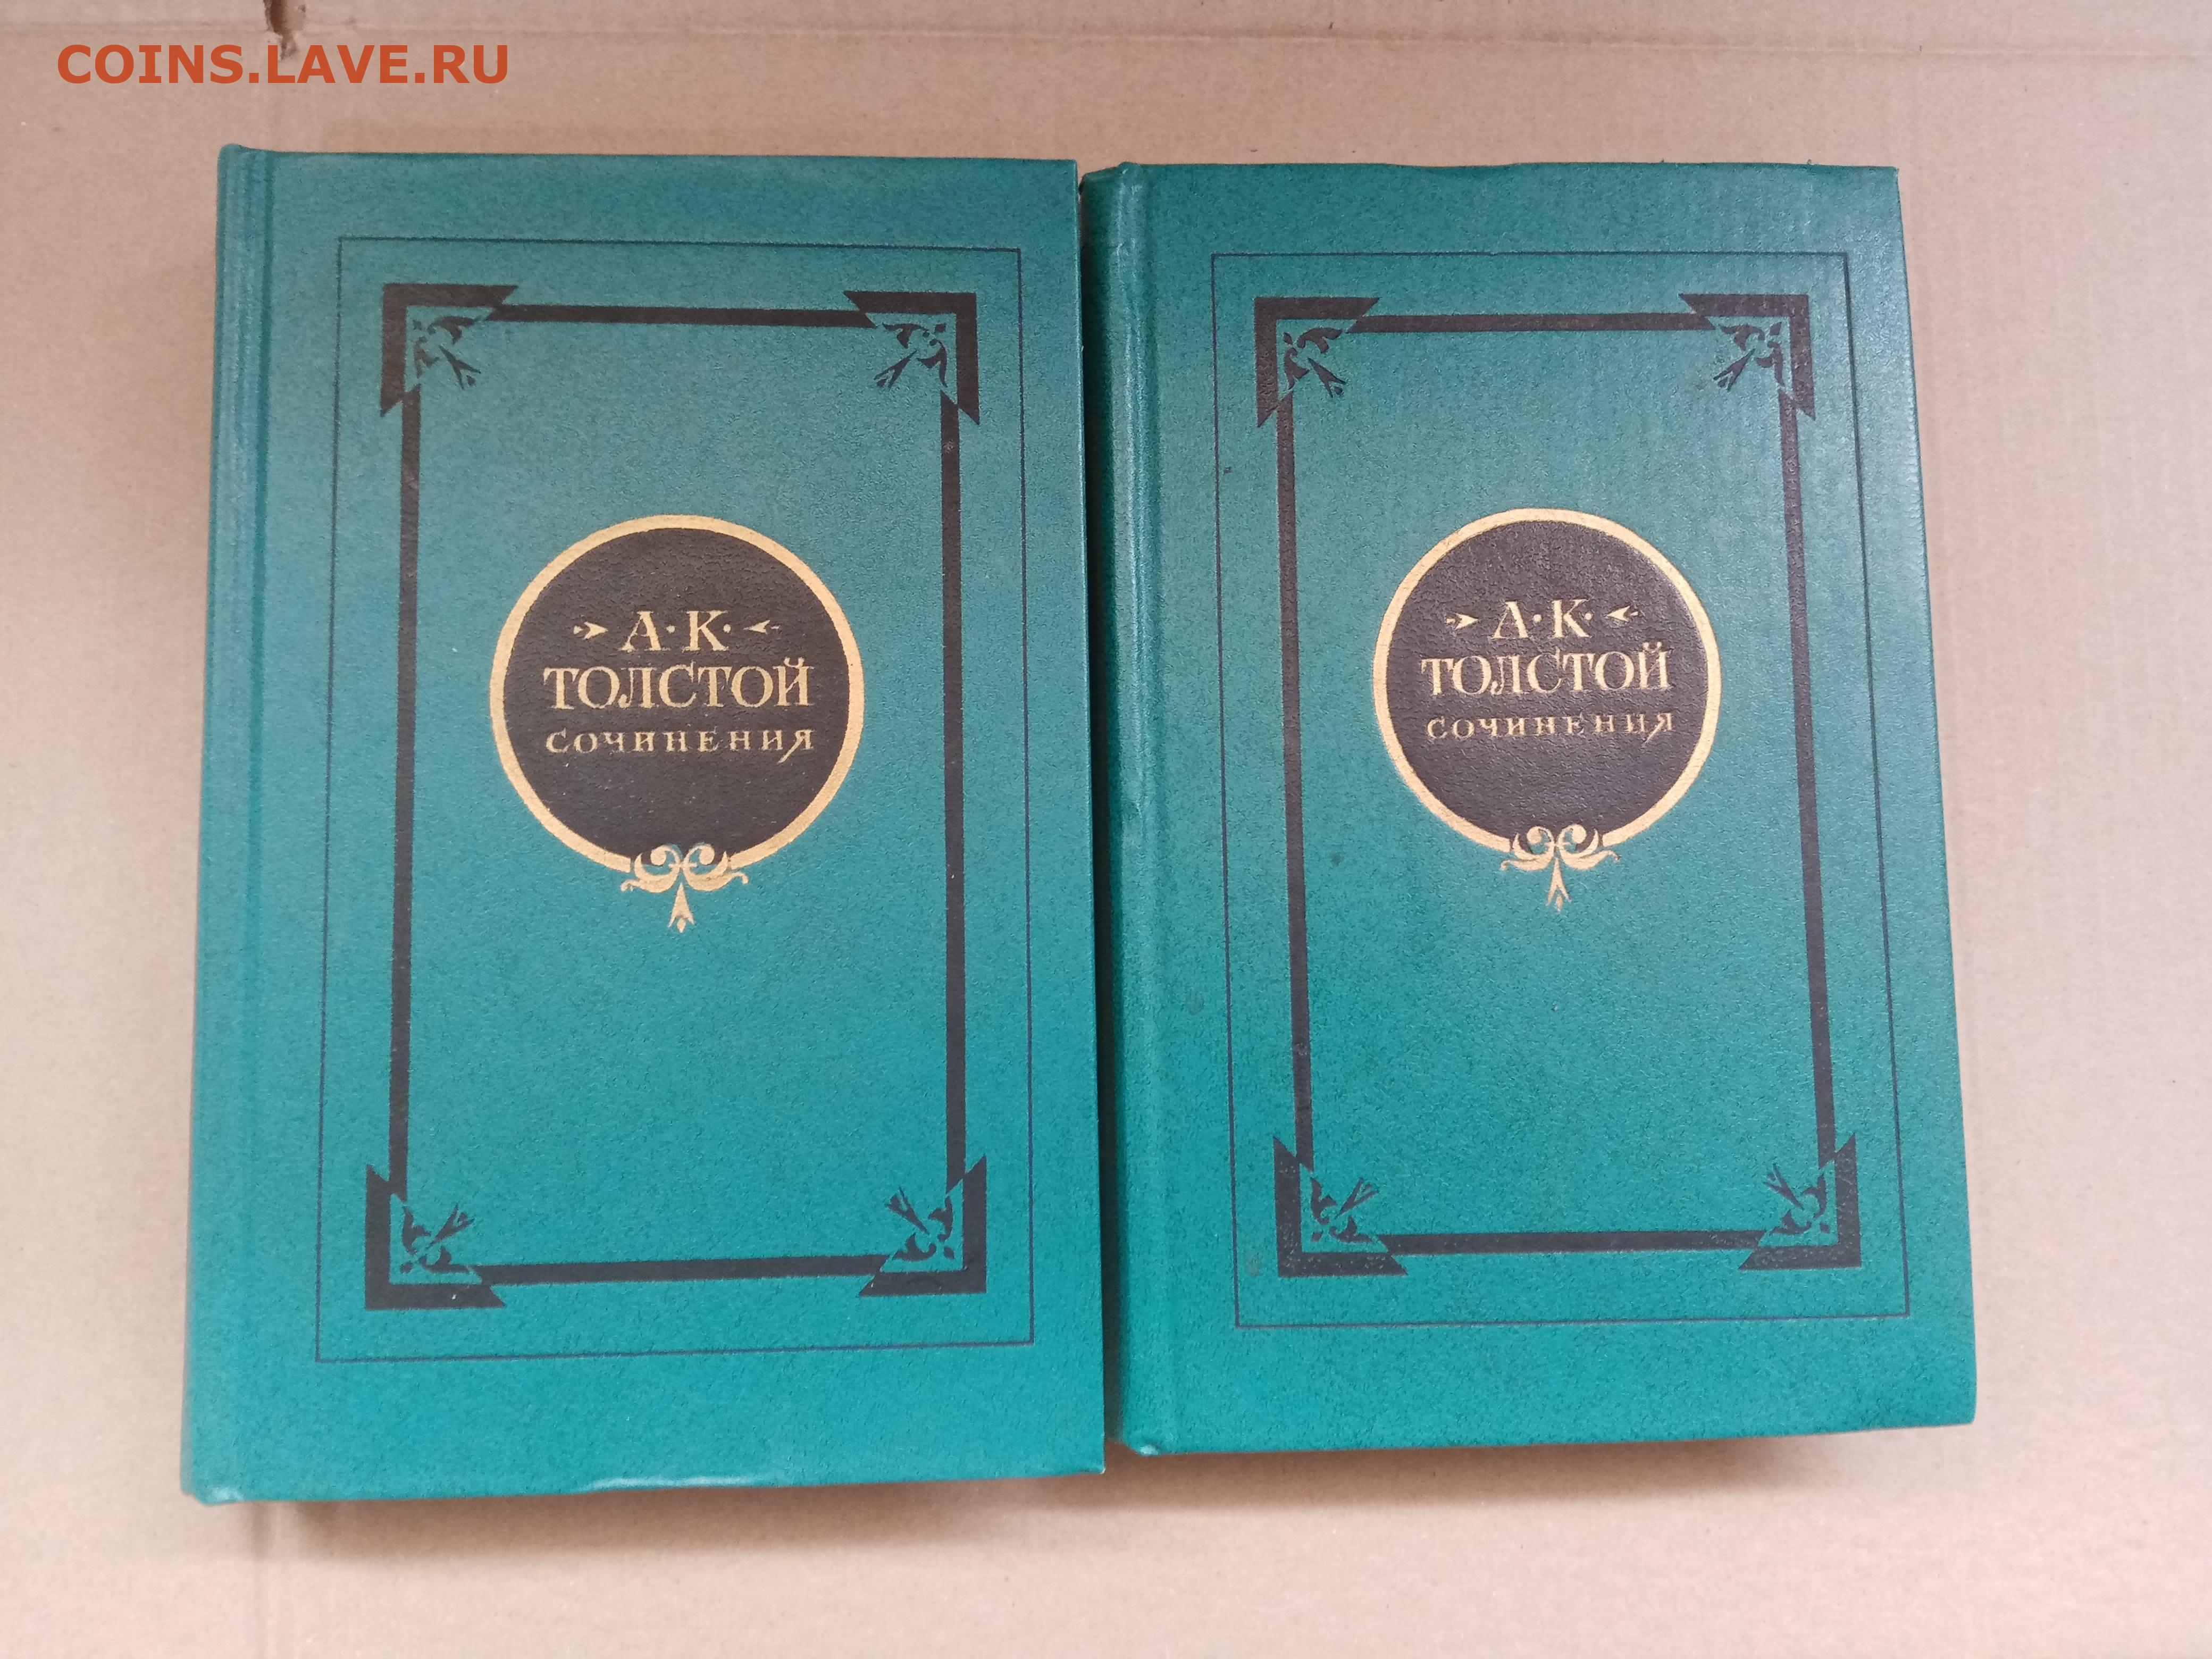 COINS.LAVE.RU
А·К·
ТОЛСТОЙ
СОЧИНЕНИЯ
А·К·
ТОЛСТОЙ
СОЧИНЕНИЯ